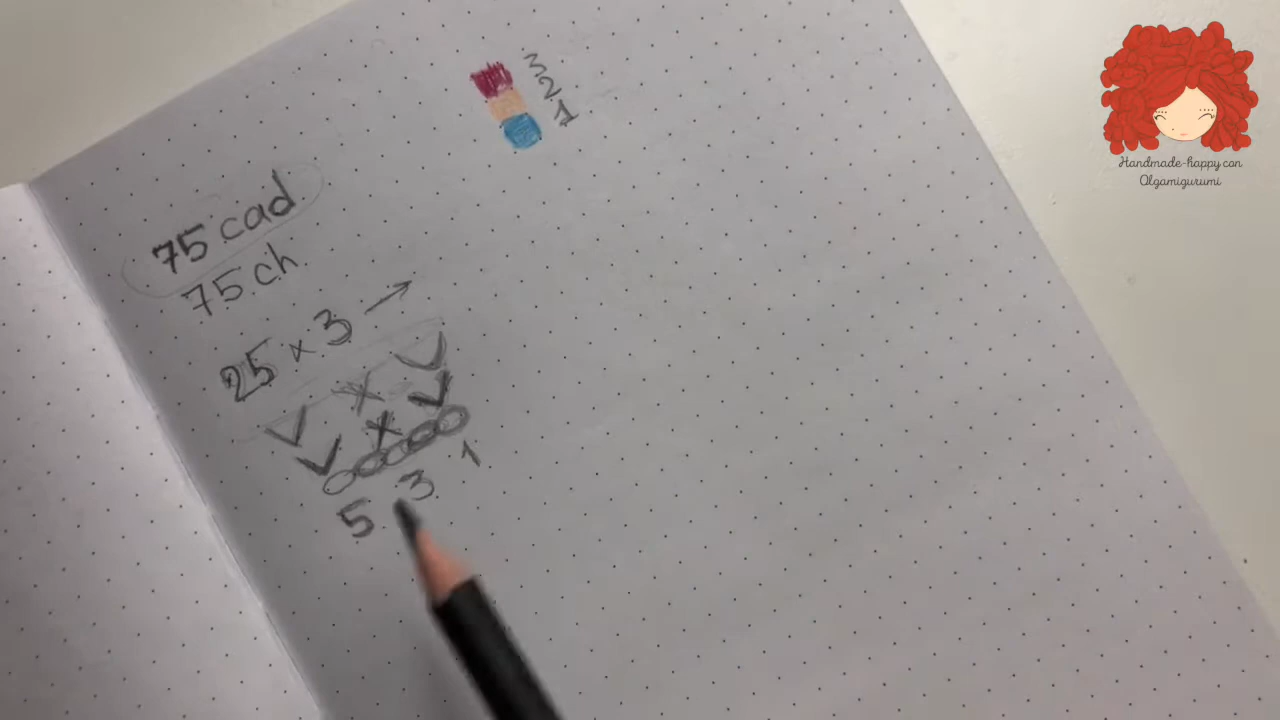 3
2
1
75 cad
75 ch
25 x 3 →
5 3 1
Handmade-happy con
Olgamigurumi